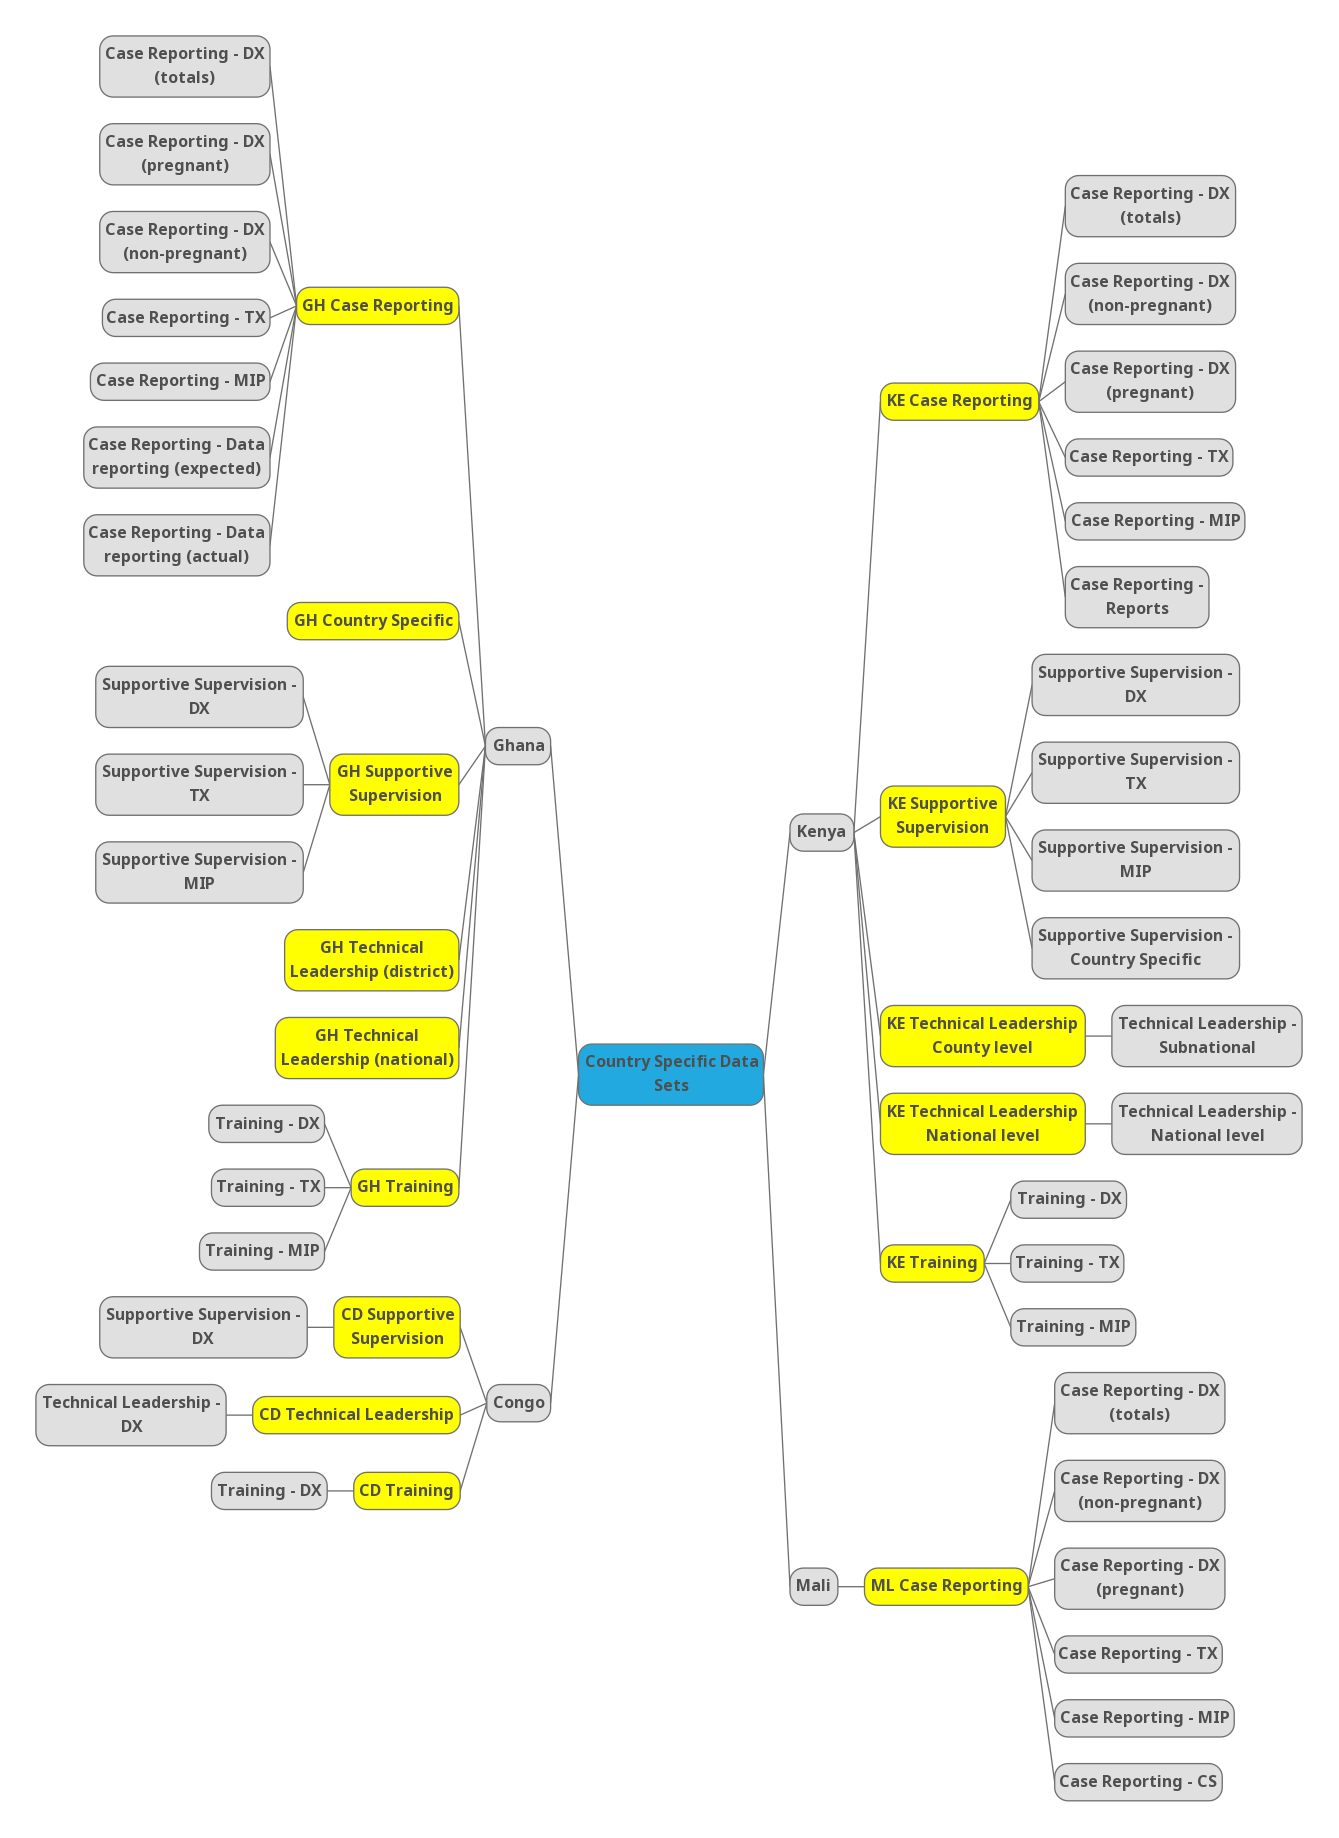 Case Reporting - DX
(totals)
Case Reporting - DX
(pregnant)
Case Reporting - DX
(non-pregnant)
Case Reporting - TX
Case Reporting - MIP
Case Reporting - Data
reporting (expected)
Case Reporting - Data
reporting (actual)
GH Case Reporting
GH Country Specific
Supportive Supervision -
DX
Supportive Supervision -
TX
Supportive Supervision -
MIP
GH Supportive
Supervision
GH Technical
Leadership (district)
GH Technical
Leadership (national)
Training - DX
Training - TX
Training - MIP
GH Training
Ghana
Supportive Supervision -
DX
CD Supportive
Supervision
Technical Leadership -
DX
CD Technical Leadership
Training - DX
CD Training
Congo
Country Specific Data
Sets
Kenya
KE Case Reporting
Case Reporting - DX
(totals)
Case Reporting - DX
(non-pregnant)
Case Reporting - DX
(pregnant)
Case Reporting - TX
Case Reporting - MIP
Case Reporting -
Reports
KE Supportive
Supervision
Supportive Supervision -
DX
Supportive Supervision -
TX
Supportive Supervision -
MIP
Supportive Supervision -
Country Specific
KE Technical Leadership
County level
Technical Leadership -
Subnational
KE Technical Leadership
National level
Technical Leadership -
National level
KE Training
Training - DX
Training - TX
Training - MIP
Mali
ML Case Reporting
Case Reporting - DX
(totals)
Case Reporting - DX
(non-pregnant)
Case Reporting - DX
(pregnant)
Case Reporting - TX
Case Reporting - MIP
Case Reporting - CS